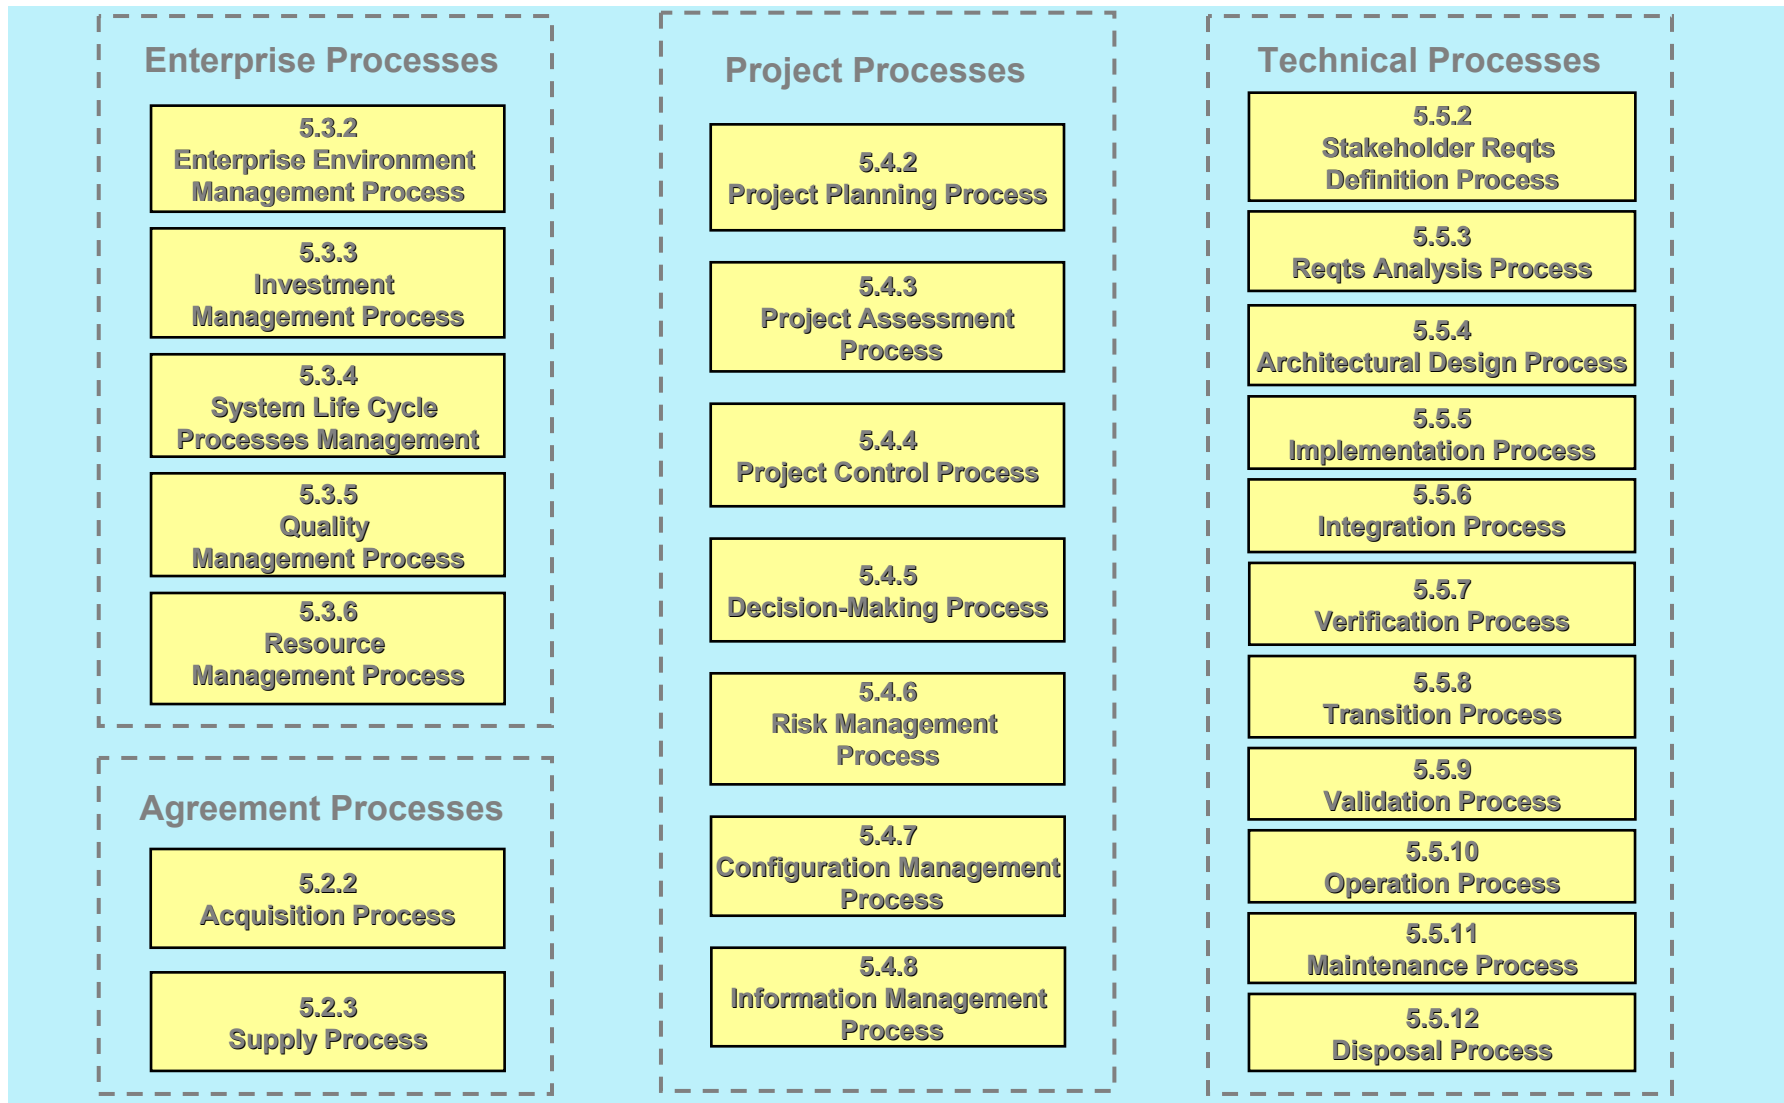 Enterprise Processes
5.3.2
Enterprise Environment
Management Process
5.3.3
Investment
Management Process
5.3.4
System Life Cycle
Processes Management
5.3.5
Quality
Management Process
5.3.6
Resource
Management Process
Agreement Processes
5.2.2
Acquisition Process
5.2.3
Supply Process
Project Processes
5.4.2
Project Planning Process
5.4.3
Project Assessment
Process
5.4.4
Project Control Process
5.4.5
Decision-Making Process
5.4.6
Risk Management
Process
5.4.7
Configuration Management
Process
5.4.8
Information Management
Process
Technical Processes
5.5.2
Stakeholder Reqts
Definition Process
5.5.3
Reqts Analysis Process
5.5.4
Architectural Design Process
5.5.5
Implementation Process
5.5.6
Integration Process
5.5.7
Verification Process
5.5.8
Transition Process
5.5.9
Validation Process
5.5.10
Operation Process
5.5.11
Maintenance Process
5.5.12
Disposal Process